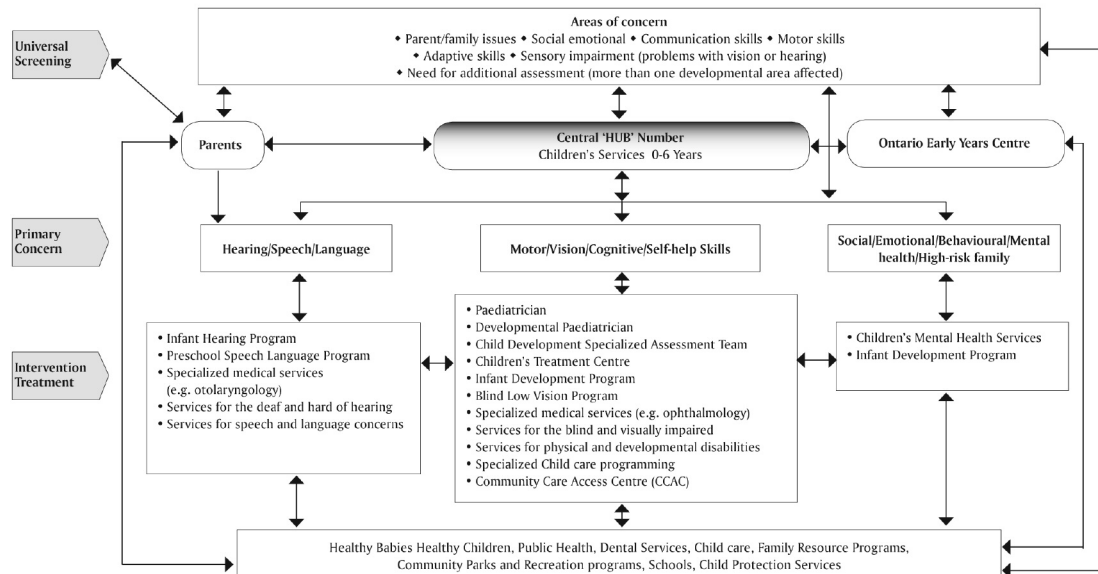 Areas of concern
• Parent/family issues • Social emotional • Communication skills • Motor skills
• Adaptive skills • Sensory impairment (problems with vision or hearing)
• Need for additional assessment (more than one developmental area affected)
Universal
Screening
Parents
Central ‘HUB’ Number
Children’s Services 0-6 Years
Ontario Early Years Centre
Primary
Concern
Hearing/Speech/Language
Motor/Vision/Cognitive/Self-help Skills
Social/Emotional/Behavioural/Mental
health/High-risk family
Intervention
Treatment
• Infant Hearing Program
• Preschool Speech Language Program
• Specialized medical services
(e.g. otolaryngology)
• Services for the deaf and hard of hearing
• Services for speech and language concerns
• Paediatrician
• Developmental Paediatrician
• Child Development Specialized Assessment Team
• Children’s Treatment Centre
• Infant Development Program
• Blind Low Vision Program
• Specialized medical services (e.g. ophthalmology)
• Services for the blind and visually impaired
• Services for physical and developmental disabilities
• Specialized Child care programming
• Community Care Access Centre (CCAC)
• Children’s Mental Health Services
• Infant Development Program
Healthy Babies Healthy Children, Public Health, Dental Services, Child care, Family Resource Programs,
Community Parks and Recreation programs, Schools, Child Protection Services